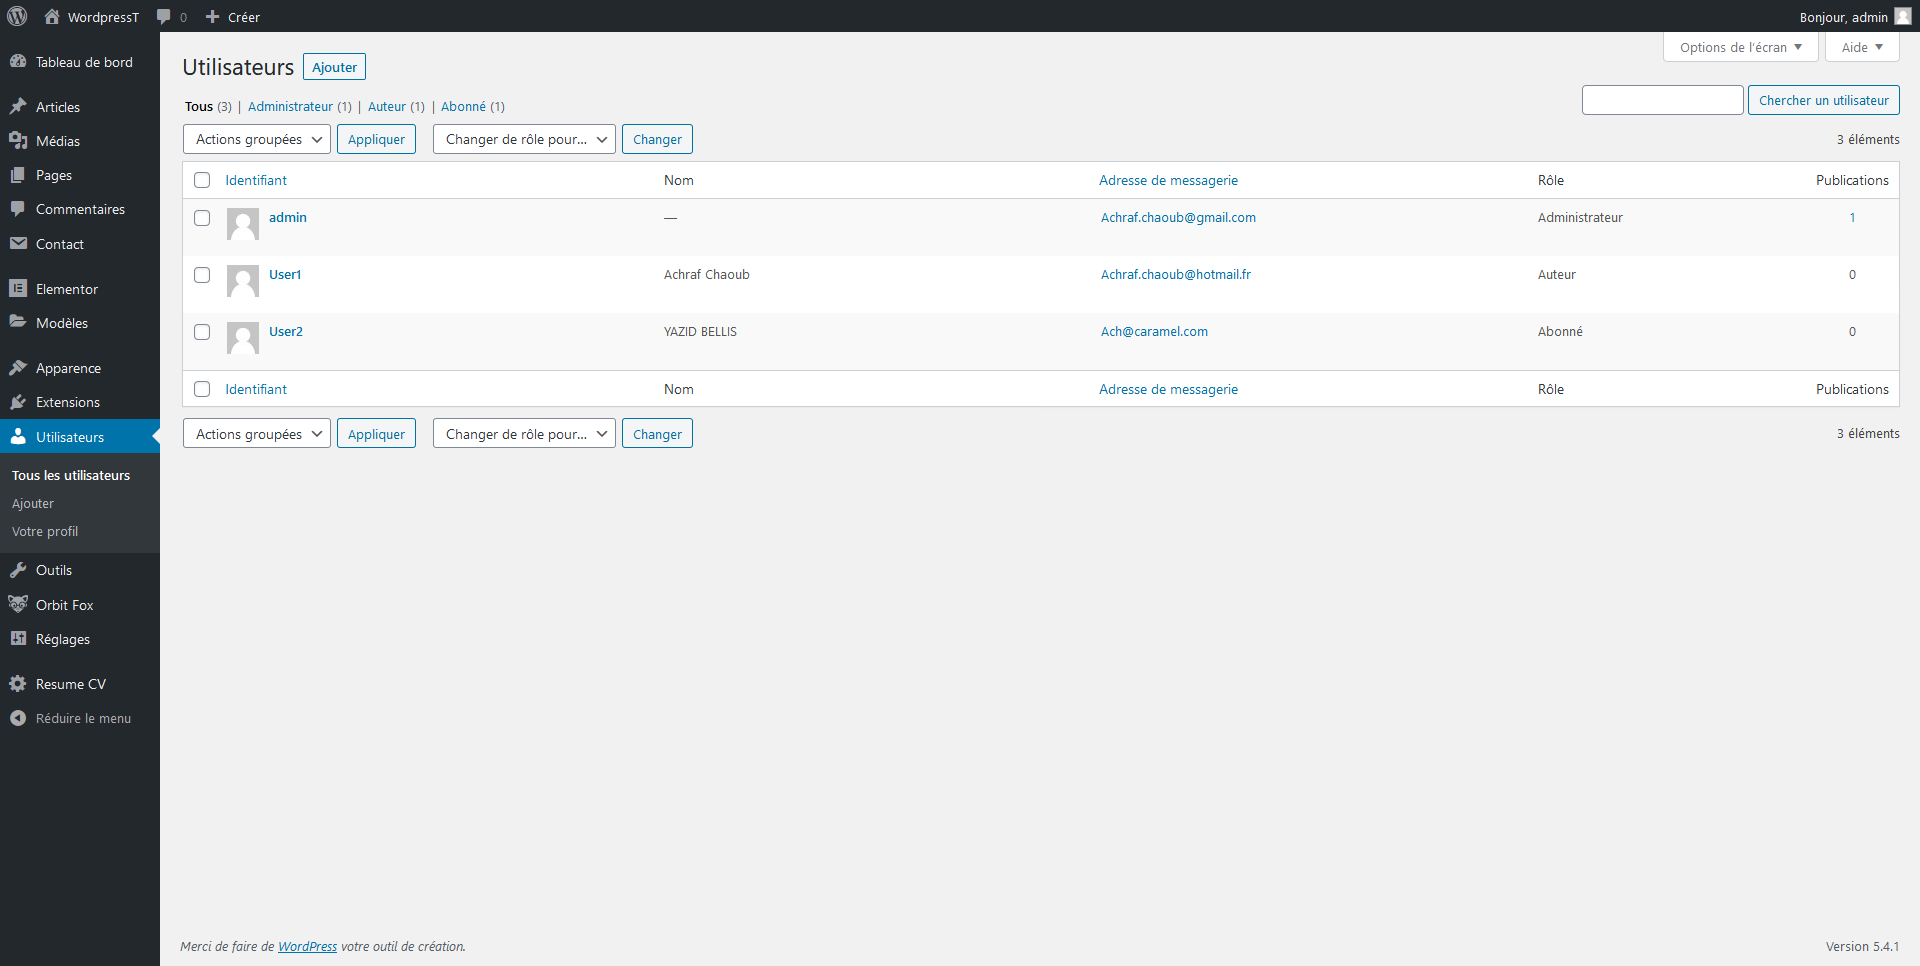 WordpressT 0 Créer Bonjour, admin
Options de l'écran Aide
Tableau de bord
Articles
Médias
Pages
Commentaires
Contact
Elementor
Modèles
Apparence
Extensions
Utilisateurs
Tous les utilisateurs
Ajouter
Votre profil
Outils
Orbit Fox
Réglages
Resume CV
Réduire le menu
Utilisateurs Ajouter
Tous (3) | Administrateur (1) | Auteur (1) | Abonné (1)
Chercher un utilisateur
Actions groupées Appliquer Changer de rôle pour... Changer 3 éléments
Identifiant Nom Adresse de messagerie Rôle Publications
admin — Achraf.chaoub@gmail.com Administrateur 1
User1 Achraf Chaoub Achraf.chaoub@hotmail.fr Auteur 0
User2 YAZID BELLIS Ach@caramel.com Abonné 0
Identifiant Nom Adresse de messagerie Rôle Publications
Actions groupées Appliquer Changer de rôle pour... Changer 3 éléments
Merci de faire de WordPress votre outil de création. Version 5.4.1